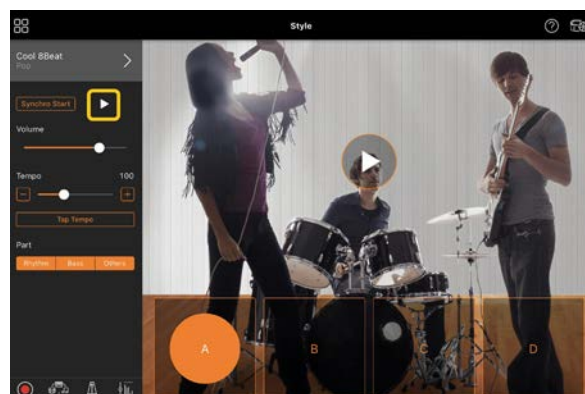 Style
Cool 8Beat
Pop
Synchro Start
Volume
Tempo 100
Tap Tempo
Part
Rhythm Bass Others
A B C D